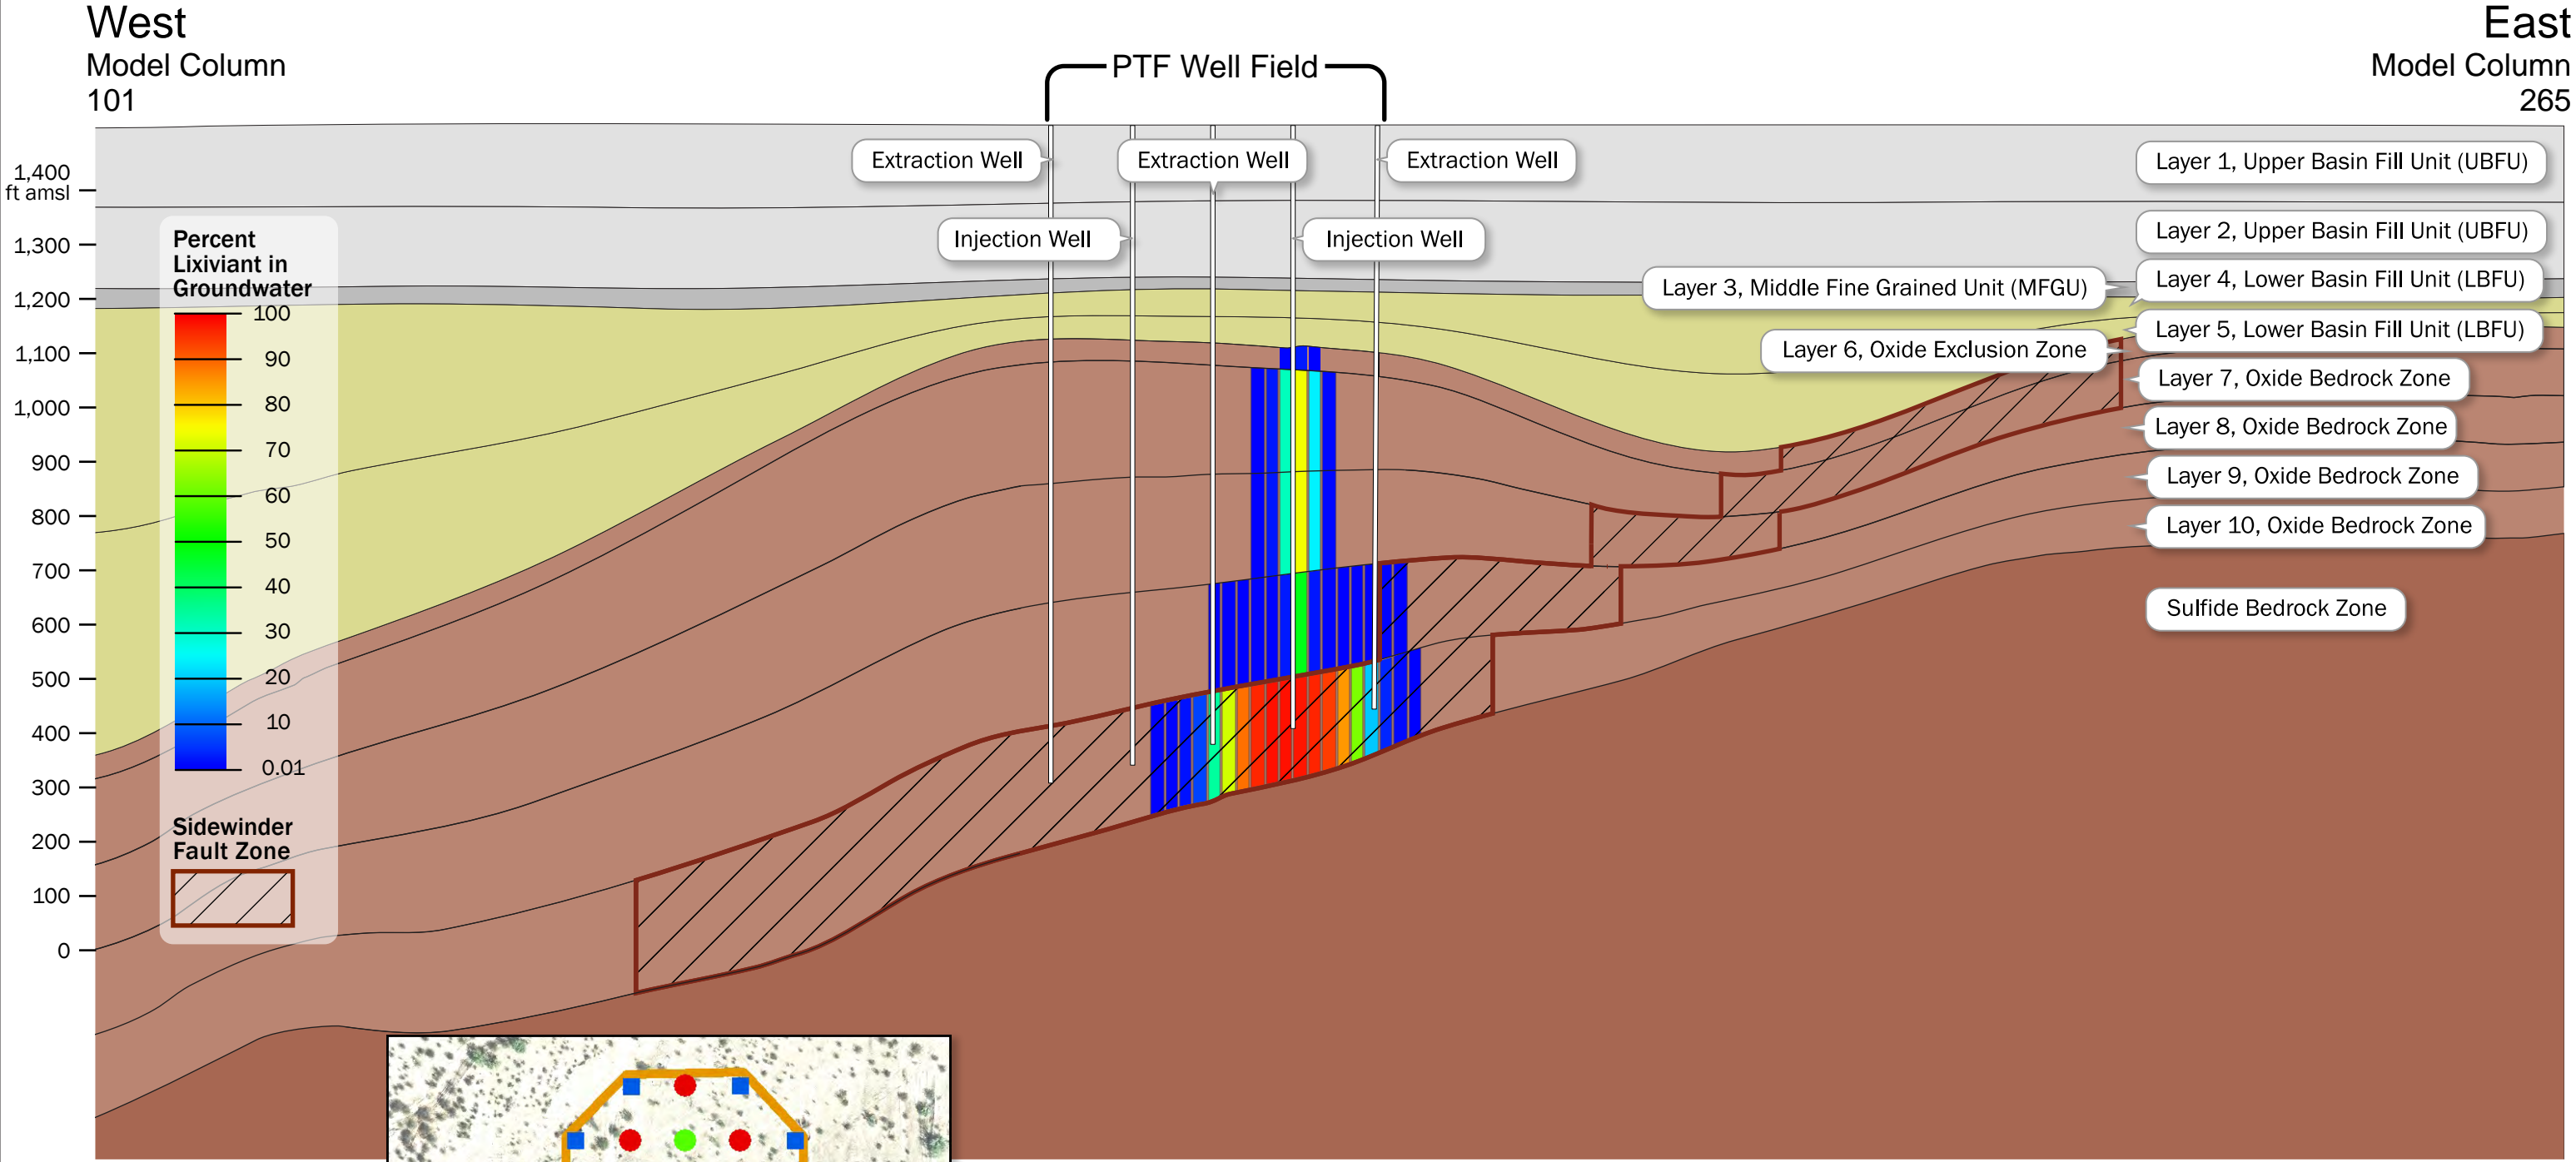 West
Model Column
101
East
Model Column
265
PTF Well Field
Extraction Well
Extraction Well
Extraction Well
Injection Well
Injection Well
Layer 1, Upper Basin Fill Unit (UBFU)
Layer 2, Upper Basin Fill Unit (UBFU)
Layer 3, Middle Fine Grained Unit (MFGU)
Layer 4, Lower Basin Fill Unit (LBFU)
Layer 5, Lower Basin Fill Unit (LBFU)
Layer 6, Oxide Exclusion Zone
Layer 7, Oxide Bedrock Zone
Layer 8, Oxide Bedrock Zone
Layer 9, Oxide Bedrock Zone
Layer 10, Oxide Bedrock Zone
Sulfide Bedrock Zone
1,400
ft amsl
1,300
1,200
1,100
1,000
900
800
700
600
500
400
300
200
100
0
Percent
Lixiviant in
Groundwater
100
90
80
70
60
50
40
30
20
10
0.01
Sidewinder
Fault Zone